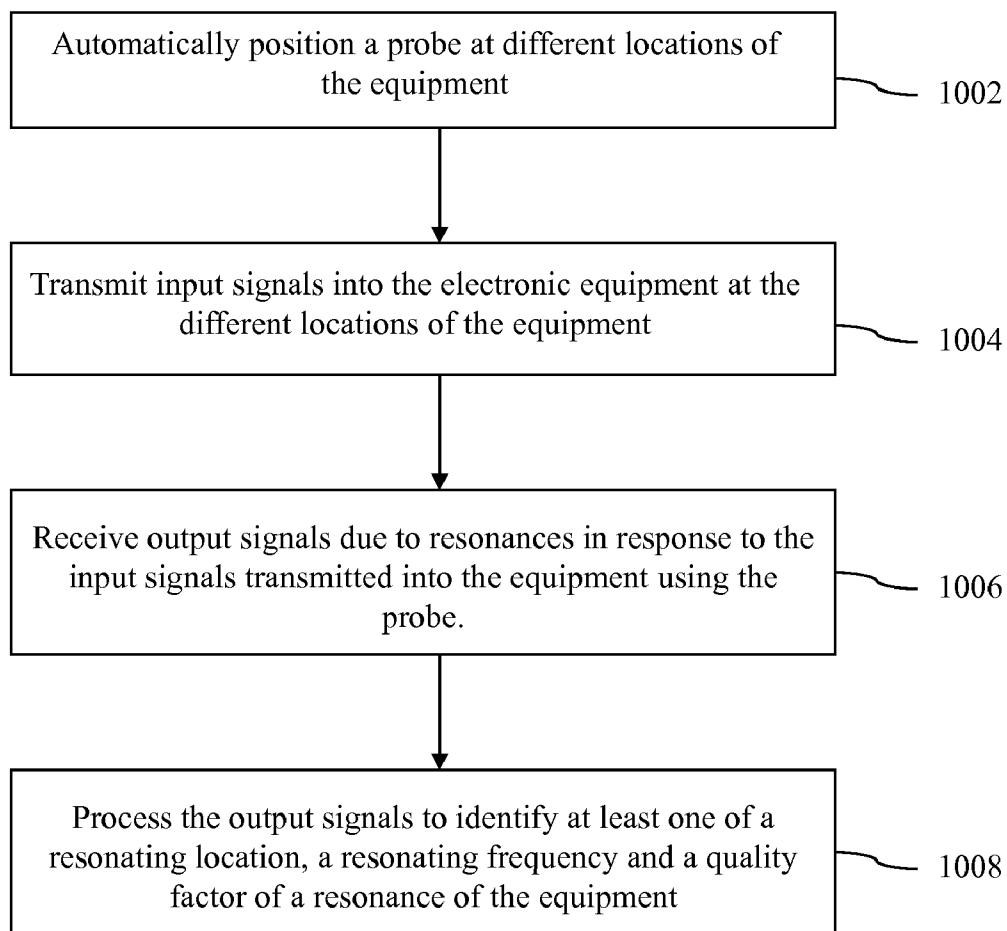 Automatically position a probe at different locations of
the equipment
1002
Transmit input signals into the electronic equipment at the
different locations of the equipment
1004
Receive output signals due to resonances in response to the
input signals transmitted into the equipment using the
probe.
1006
Process the output signals to identify at least one of a
resonating location, a resonating frequency and a quality
factor of a resonance of the equipment
1008